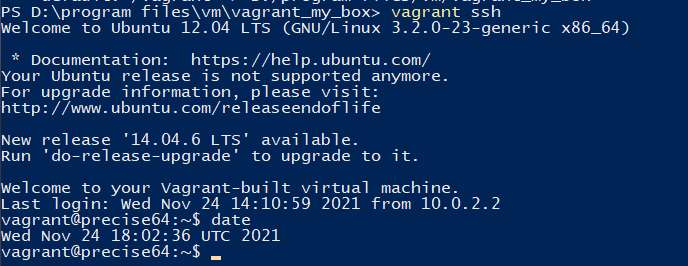 PS D:\program files\vm\vagrant_my_box> vagrant ssh
Welcome to Ubuntu 12.04 LTS (GNU/Linux 3.2.0-23-generic x86_64)
* Documentation:  https://help.ubuntu.com/
Your Ubuntu release is not supported anymore.
For upgrade information, please visit:
http://www.ubuntu.com/releaseendoflife
New release '14.04.6 LTS' available.
Run 'do-release-upgrade' to upgrade to it.
Welcome to your Vagrant-built virtual machine.
Last login: Wed Nov 24 14:10:59 2021 from 10.0.2.2
vagrant@precise64:~$ date
Wed Nov 24 18:02:36 UTC 2021
vagrant@precise64:~$